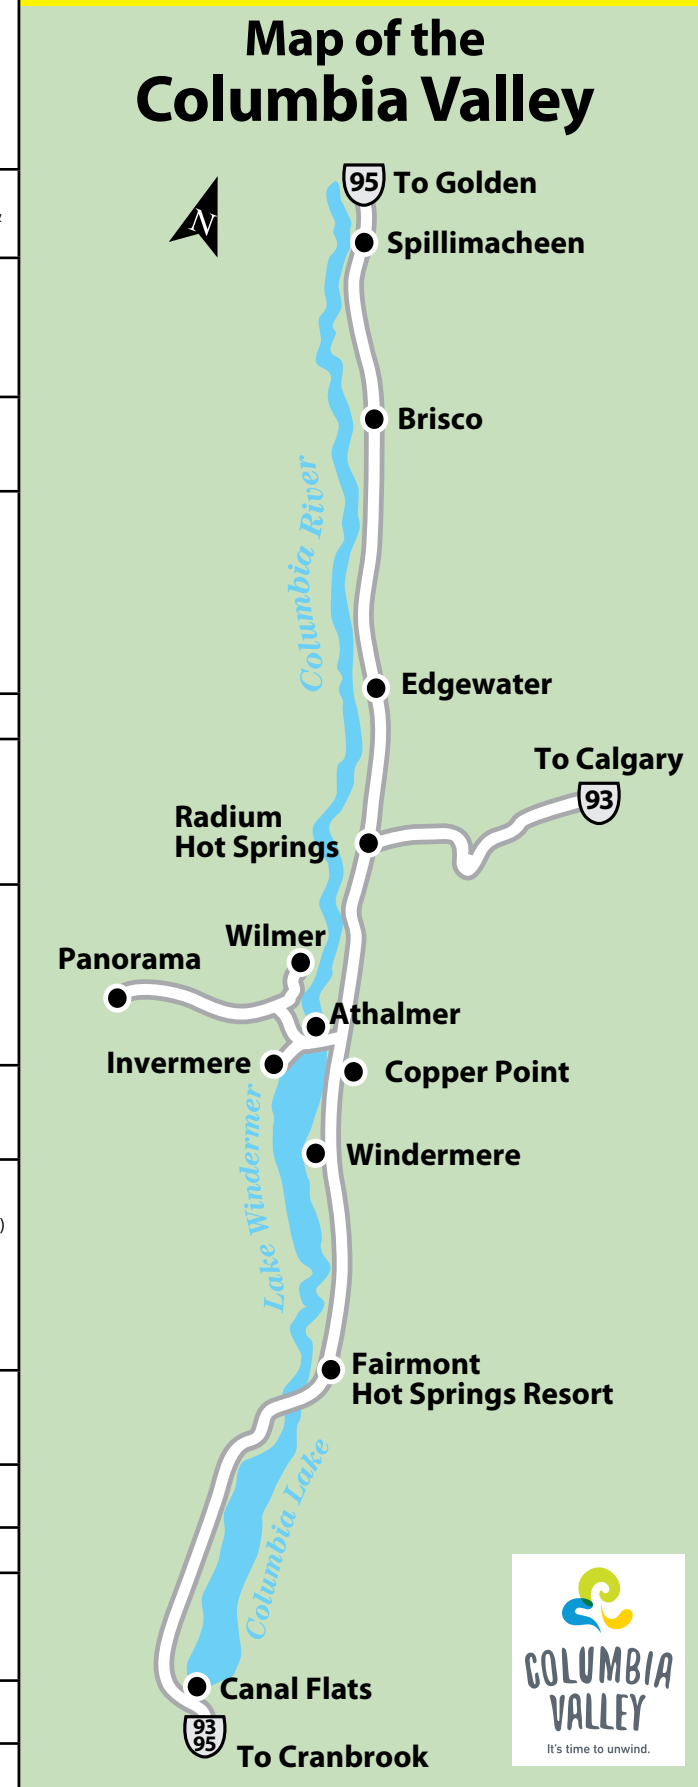 Map of the
Columbia Valley
95
To Golden
N
Spillimacheen
Brisco
Columbia River
Edgewater
To Calgary
93
Radium
Hot Springs
Wilmer
Panorama
Athalmer
Invermere
Copper Point
Lake Windermer
Windermere
)
Fairmont
Hot Springs Resort
Columbia Lake
Canal Flats
93
95
To Cranbrook
COLUMBIA
VALLEY
It's time to unwind.